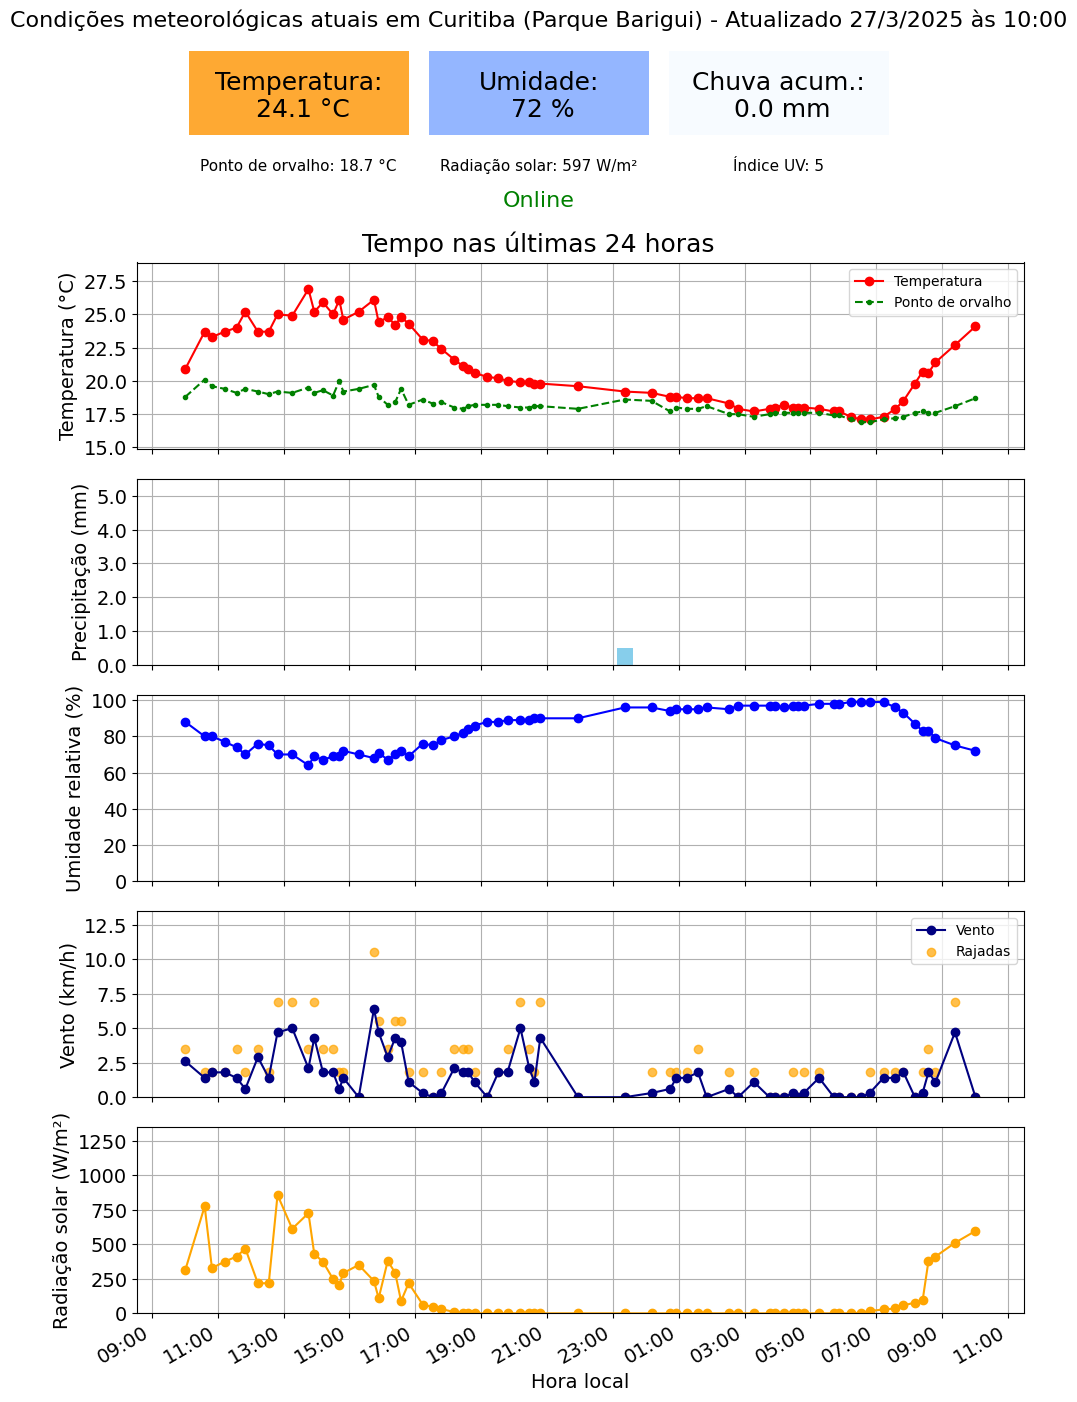 Condições meteorológicas atuais em Curitiba (Parque Barigui) - Atualizado 27/3/2025 às 10:00
Temperatura:
24.1 °C
Umidade:
72 %
Chuva acum.:
0.0 mm
Ponto de orvalho: 18.7 °C
Radiação solar: 597 W/m²
Índice UV: 5
Online
Tempo nas últimas 24 horas
Temperatura (°C)
27.5
25.0
22.5
20.0
17.5
15.0
Temperatura
Ponto de orvalho
Precipitação (mm)
5.0
4.0
3.0
2.0
1.0
0.0
Umidade relativa (%)
100
80
60
40
20
0
Vento (km/h)
12.5
10.0
7.5
5.0
2.5
0.0
Vento
Rajadas
Radiação solar (W/m²)
1250
1000
750
500
250
0
09:00
11:00
13:00
15:00
17:00
19:00
21:00
23:00
01:00
03:00
05:00
07:00
09:00
11:00
Hora local